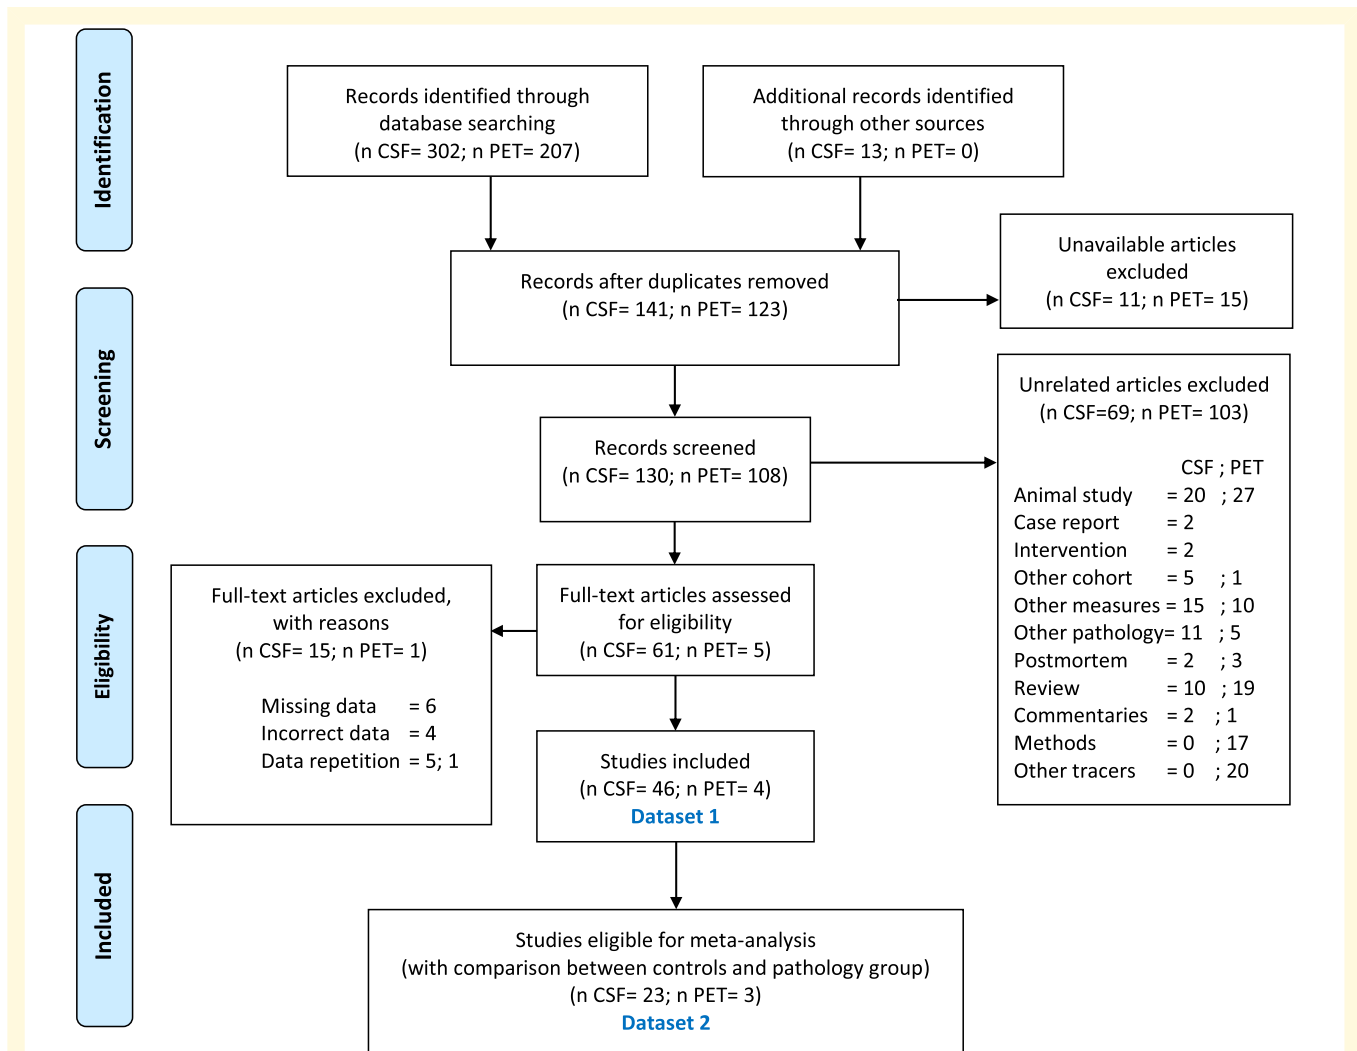 Identification
Records identified through
database searching
(n CSF= 302; n PET= 207)
Additional records identified
through other sources
(n CSF= 13; n PET= 0)
Records after duplicates removed
(n CSF= 141; n PET= 123)
Unavailable articles
excluded
(n CSF= 11; n PET= 15)
Screening
Records screened
(n CSF= 130; n PET= 108)
Unrelated articles excluded
(n CSF=69; n PET= 103)
CSF ; PET
Animal study = 20 ; 27
Case report = 2
Intervention = 2
Other cohort = 5 ; 1
Other measures = 15 ; 10
Other pathology= 11 ; 5
Postmortem = 2 ; 3
Review = 10 ; 19
Commentaries = 2 ; 1
Methods = 0 ; 17
Other tracers = 0 ; 20
Eligibility
Full-text articles assessed
for eligibility
(n CSF= 61; n PET= 5)
Full-text articles excluded,
with reasons
(n CSF= 15; n PET= 1)
Missing data = 6
Incorrect data = 4
Data repetition = 5; 1
Studies included
(n CSF= 46; n PET= 4)
Dataset 1
Included
Studies eligible for meta-analysis
(with comparison between controls and pathology group)
(n CSF= 23; n PET= 3)
Dataset 2